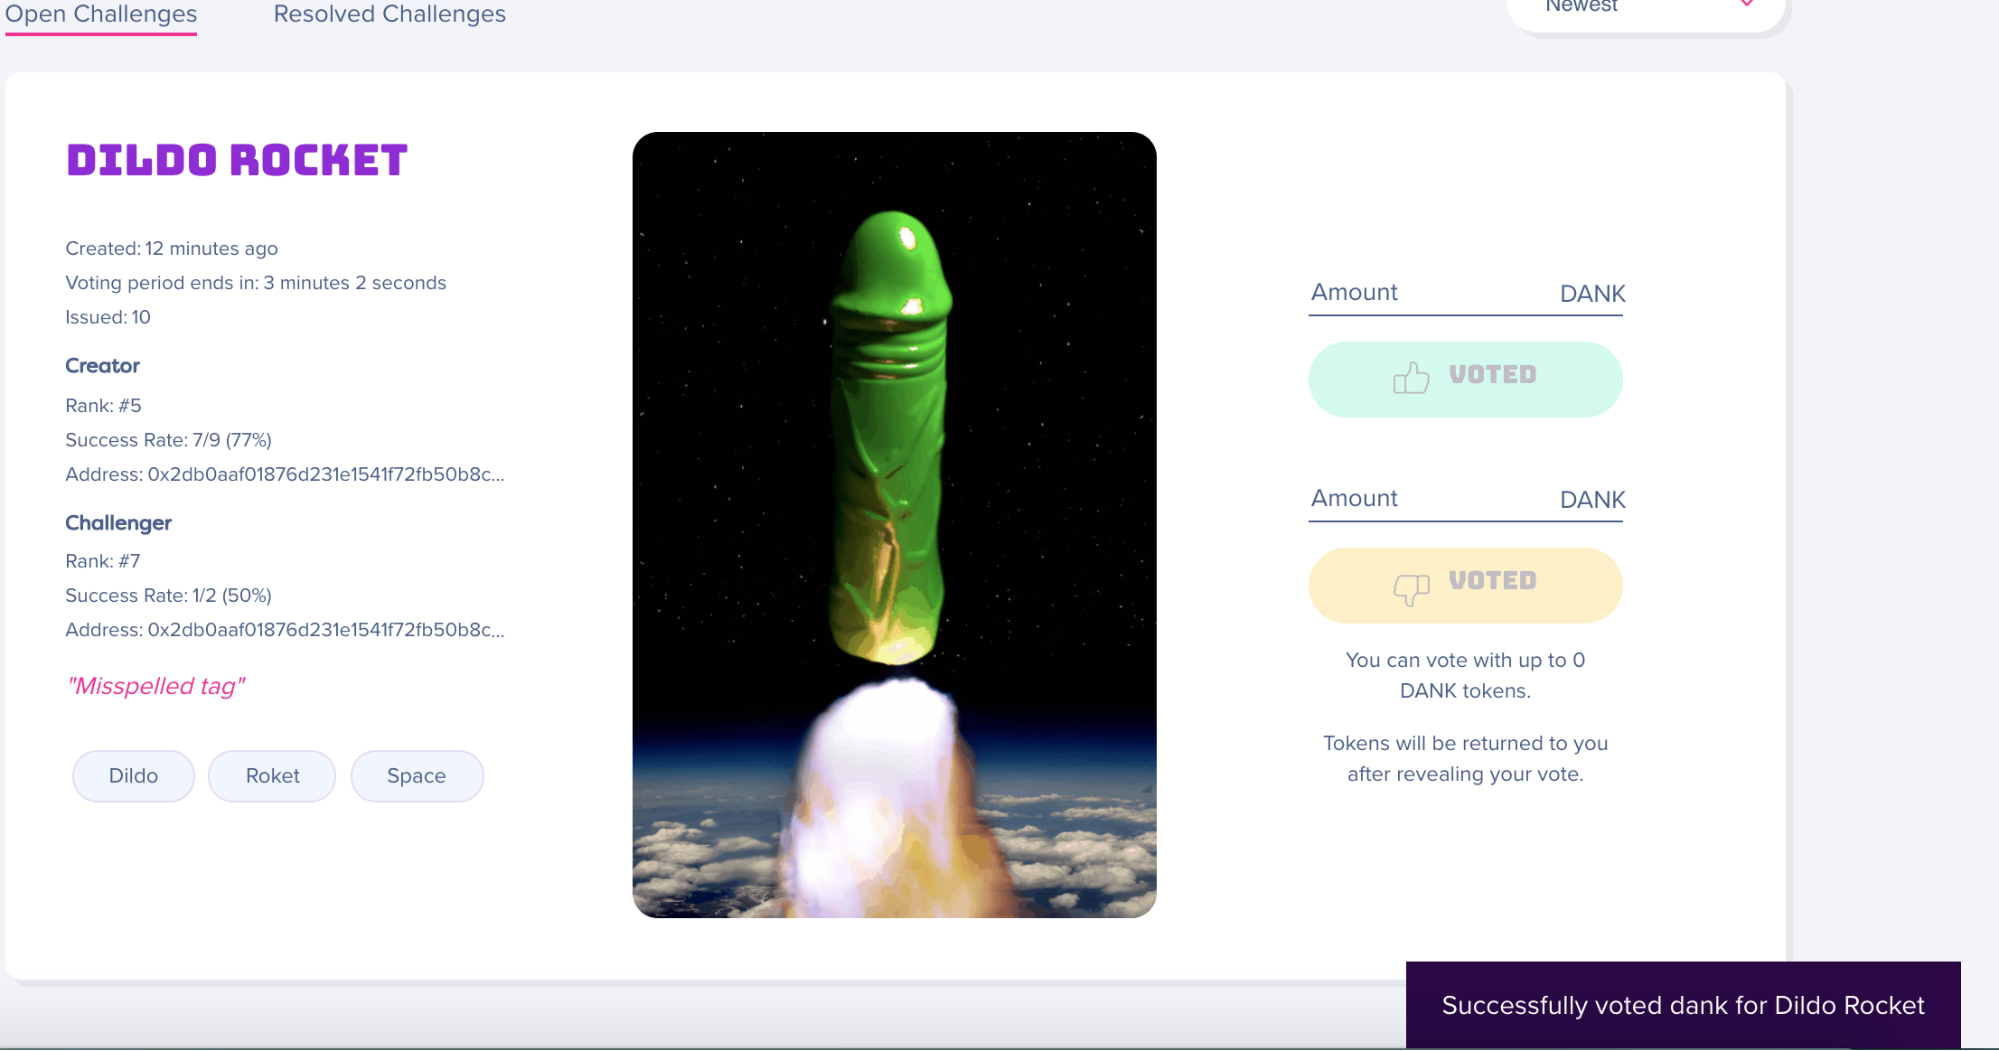 Open Challenges
Resolved Challenges
Newest
DILDO ROCKET
Created: 12 minutes ago
Voting period ends in: 3 minutes 2 seconds
Issued: 10
Creator
Rank: #5
Success Rate: 7/9 (77%)
Address: 0x2db0aaf01876d231e1541f72fb50b8c...
Challenger
Rank: #7
Success Rate: 1/2 (50%)
Address: 0x2db0aaf01876d231e1541f72fb50b8c...
"Misspelled tag"
Dildo
Roket
Space
Amount DANK
VOTED
Amount DANK
VOTED
You can vote with up to 0
DANK tokens.
Tokens will be returned to you
after revealing your vote.
Successfully voted dank for Dildo Rocket